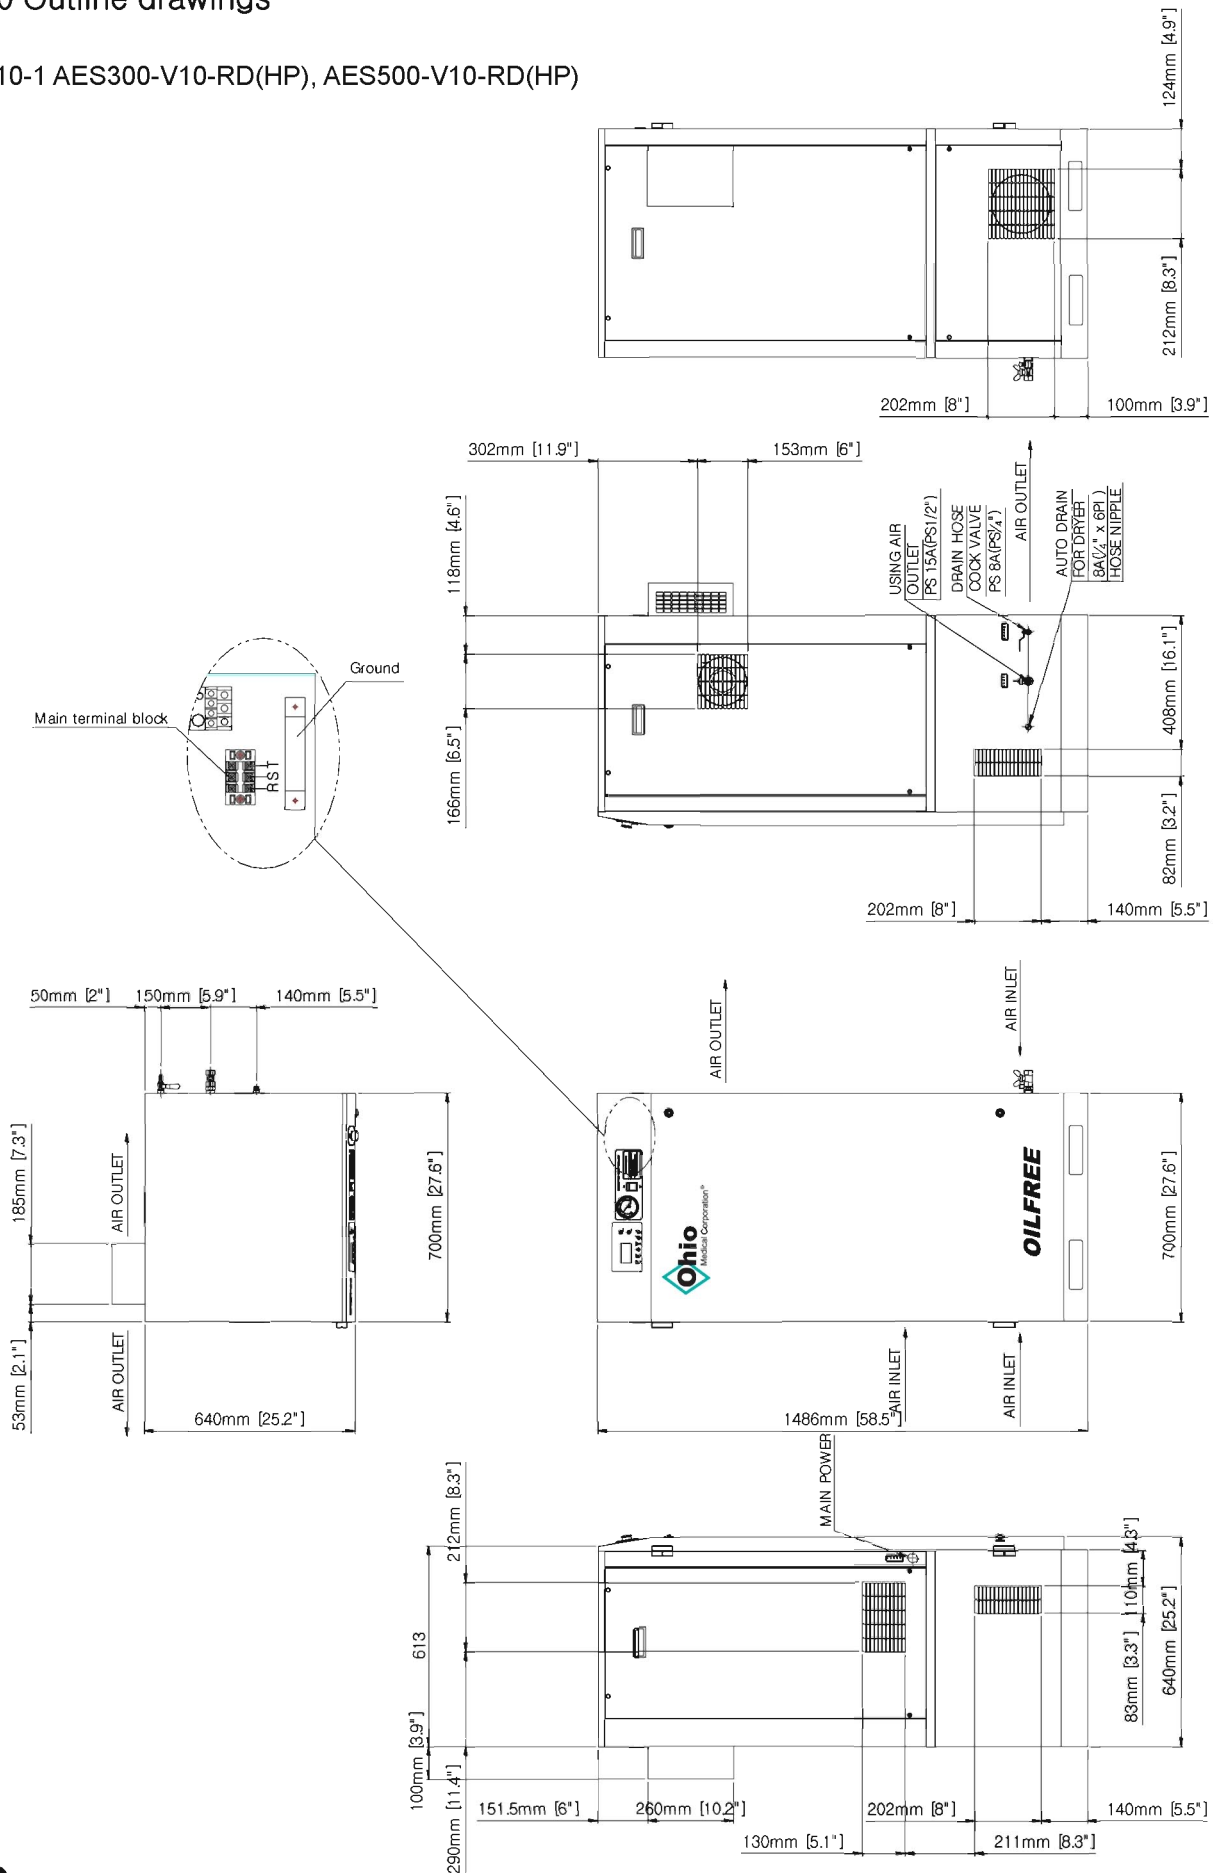 0 Outline drawings
10-1 AES300-V10-RD(HP), AES500-V10-RD(HP)
124mm [4.9"]
212mm [8.3"]
202mm [8"]
100mm [3.9"]
302mm [11.9"]
153mm [6"]
118mm [4.6"]
166mm [6.5"]
USING AIR
OUTLET
PS 15A(PS1/2")
DRAIN HOSE
COCK VALVE
PS 8A(PS¼")
AIR OUTLET
AUTO DRAIN
FOR DRYER
8A(¼" x 6PI )
HOSE NIPPLE
408mm [16.1"]
82mm [3.2"]
202mm [8"]
140mm [5.5"]
Ground
Main terminal block
R S T
50mm [2"]
150mm [5.9"]
140mm [5.5"]
185mm [7.3"]
53mm [2.1"]
AIR OUTLET
AIR OUTLET
700mm [27.6"]
640mm [25.2"]
AIR OUTLET
AIR INLET
Ohio
Medical Corporation®
OILFREE
700mm [27.6"]
AIR INLET
AIR INLET
1486mm [58.5"]
MAIN POWER
212mm [8.3"]
613
100mm [3.9"]
290mm [11.4"]
110mm [4.3"]
83mm [3.3"]
640mm [25.2"]
151.5mm [6"]
260mm [10.2"]
202mm [8"]
140mm [5.5"]
130mm [5.1"]
211mm [8.3"]